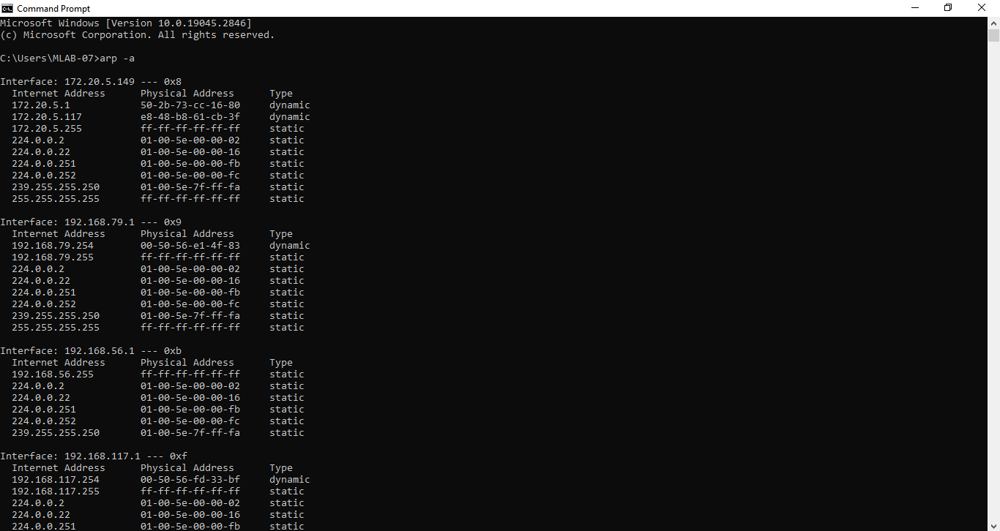 Command Prompt
Microsoft Windows [Version 10.0.19045.2846]
(c) Microsoft Corporation. All rights reserved.
C:\Users\MLAB-07>arp -a
Interface: 172.20.5.149 --- 0x8
Internet Address Physical Address Type
172.20.5.1 50-2b-73-cc-16-80 dynamic
172.20.5.117 e8-48-b8-61-cb-3f dynamic
172.20.5.255 ff-ff-ff-ff-ff-ff static
224.0.0.2 01-00-5e-00-00-02 static
224.0.0.22 01-00-5e-00-00-16 static
224.0.0.251 01-00-5e-00-00-fb static
224.0.0.252 01-00-5e-00-00-fc static
239.255.255.250 01-00-5e-7f-ff-fa static
255.255.255.255 ff-ff-ff-ff-ff-ff static
Interface: 192.168.79.1 --- 0x9
Internet Address Physical Address Type
192.168.79.254 00-50-56-e1-4f-83 dynamic
192.168.79.255 ff-ff-ff-ff-ff-ff static
224.0.0.2 01-00-5e-00-00-02 static
224.0.0.22 01-00-5e-00-00-16 static
224.0.0.251 01-00-5e-00-00-fb static
224.0.0.252 01-00-5e-00-00-fc static
239.255.255.250 01-00-5e-7f-ff-fa static
255.255.255.255 ff-ff-ff-ff-ff-ff static
Interface: 192.168.56.1 --- 0xb
Internet Address Physical Address Type
192.168.56.255 ff-ff-ff-ff-ff-ff static
224.0.0.2 01-00-5e-00-00-02 static
224.0.0.22 01-00-5e-00-00-16 static
224.0.0.251 01-00-5e-00-00-fb static
224.0.0.252 01-00-5e-00-00-fc static
239.255.255.250 01-00-5e-7f-ff-fa static
Interface: 192.168.117.1 --- 0xf
Internet Address Physical Address Type
192.168.117.254 00-50-56-fd-33-bf dynamic
192.168.117.255 ff-ff-ff-ff-ff-ff static
224.0.0.2 01-00-5e-00-00-02 static
224.0.0.22 01-00-5e-00-00-16 static
224.0.0.251 01-00-5e-00-00-fb static